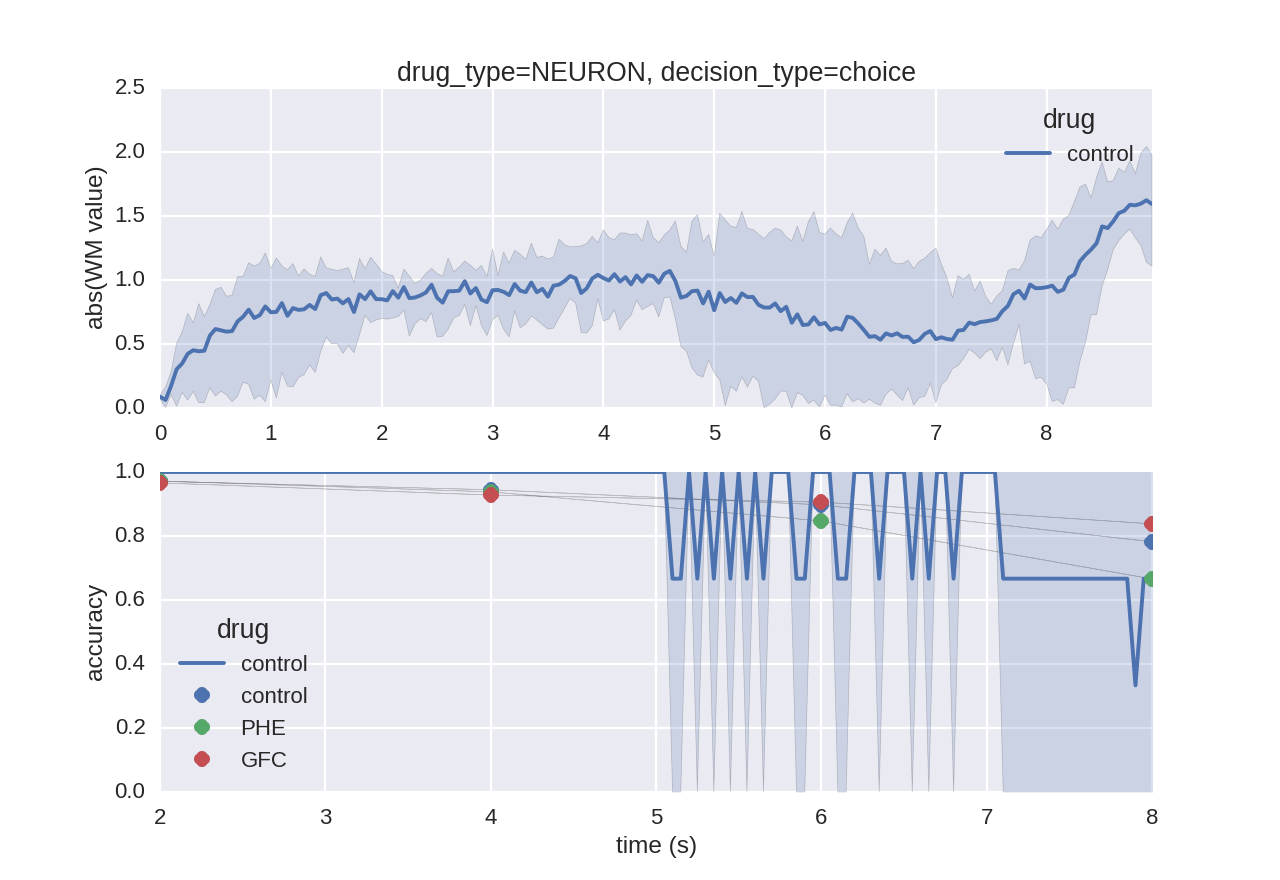 drug_type=NEURON, decision_type=choice
abs(WM value)
2.5
2.0
1.5
1.0
0.5
0.0
drug
control
0 1 2 3 4 5 6 7 8
accuracy
1.0
0.8
0.6
0.4
0.2
0.0
drug
control
control
PHE
GFC
2 3 4 5 6 7 8
time (s)